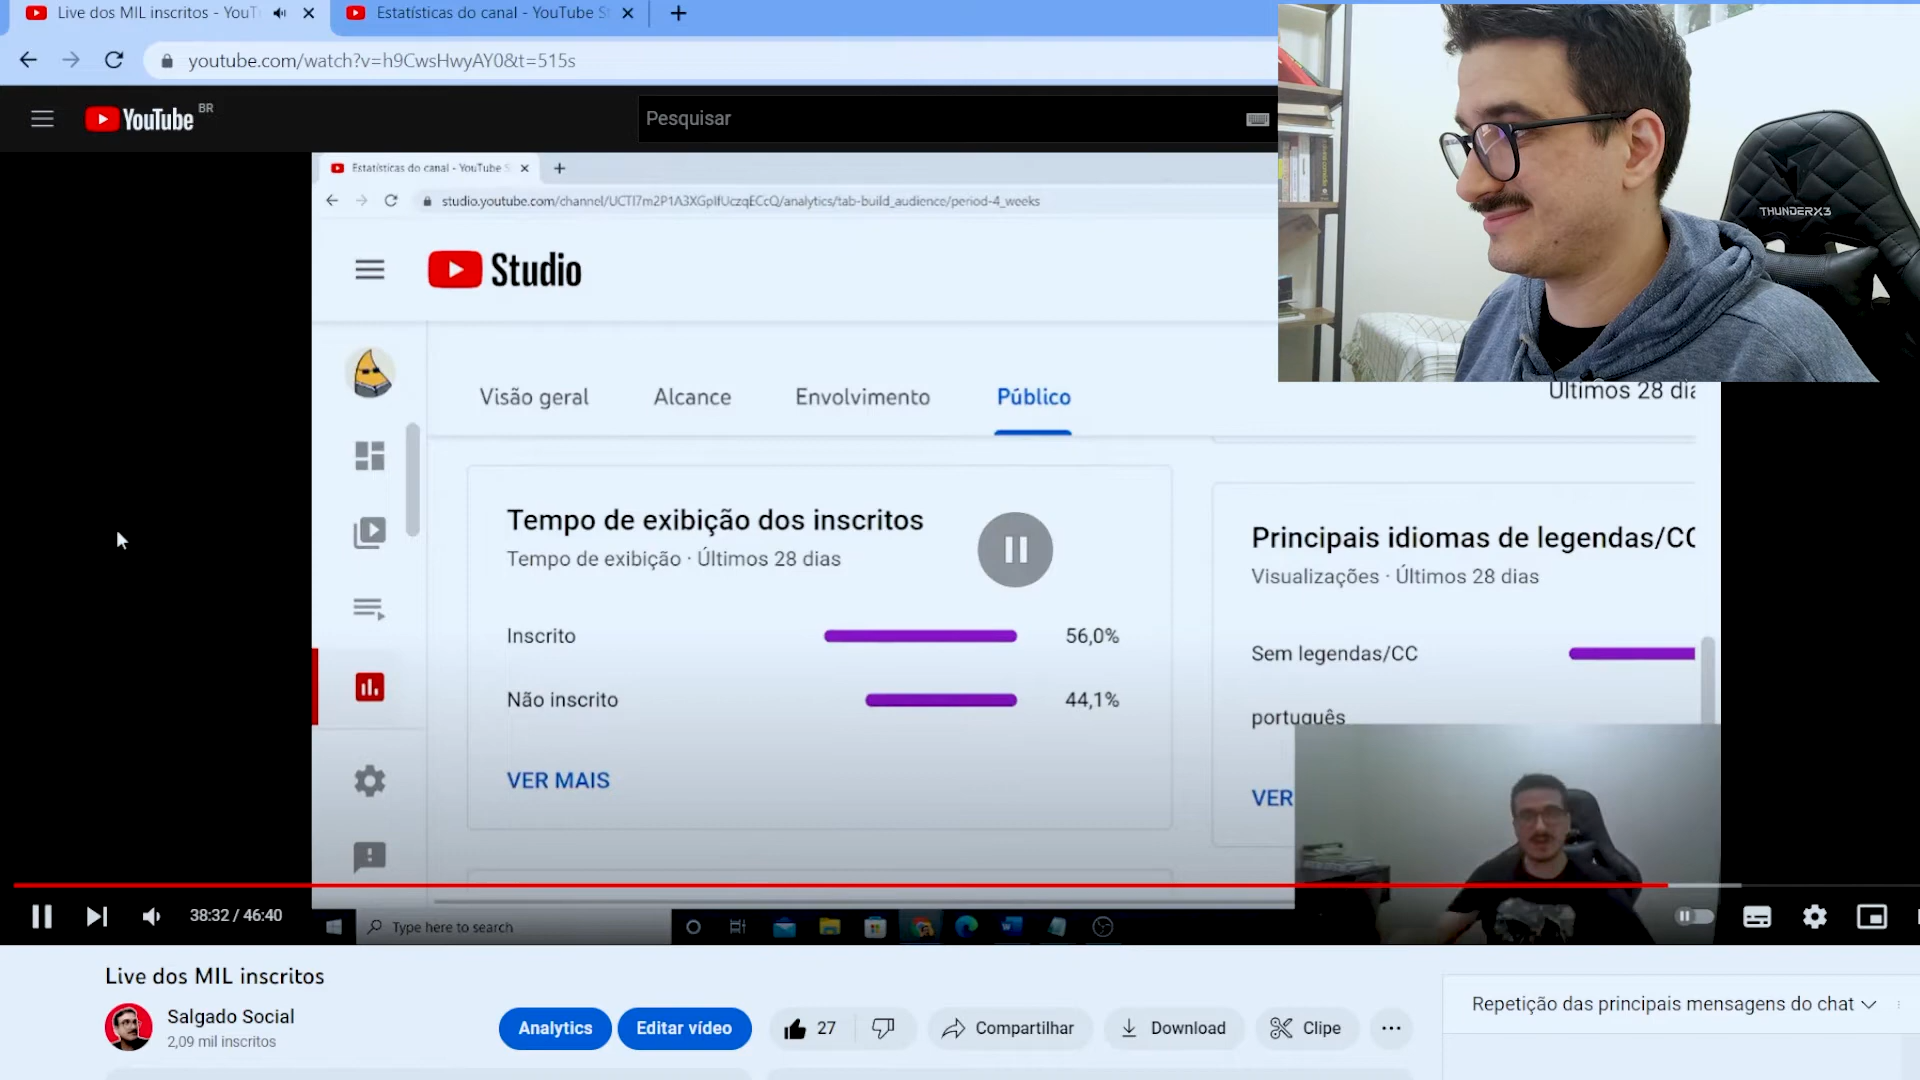 Live dos MIL inscritos - YouT
Estatísticas do canal - YouTube S
youtube.com/watch?v=h9CwsHwyAY0&t=515s
YouTube BR
Pesquisar
Estatísticas do canal - YouTube S
studio.youtube.com/channel/UCTl7m2P1A3XGpIfUczqECcQ/analytics/tab-build_audience/period-4_weeks
THUNDERX3
Studio
Visão geral
Alcance
Envolvimento
Público
Últimos 28 dia
Tempo de exibição dos inscritos
Tempo de exibição · Últimos 28 dias
Inscrito 56,0%
Não inscrito 44,1%
VER MAIS
Principais idiomas de legendas/CC
Visualizações · Últimos 28 dias
Sem legendas/CC
português
VER
38:32 / 46:40
Type here to search
Live dos MIL inscritos
Salgado Social
2,09 mil inscritos
Analytics
Editar vídeo
27
Compartilhar
Download
Clipe
Repetição das principais mensagens do chat